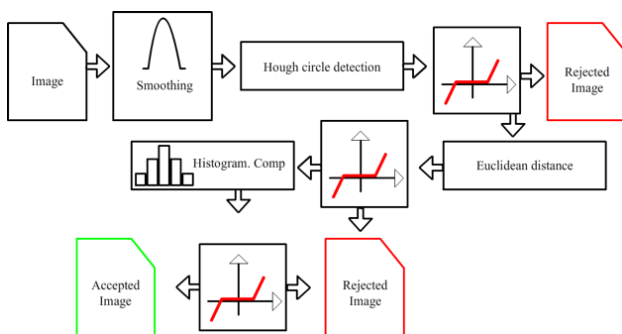 Image
Smoothing
Hough circle detection
Rejected
Image
Histogram. Comp
Euclidean distance
Accepted
Image
Rejected
Image